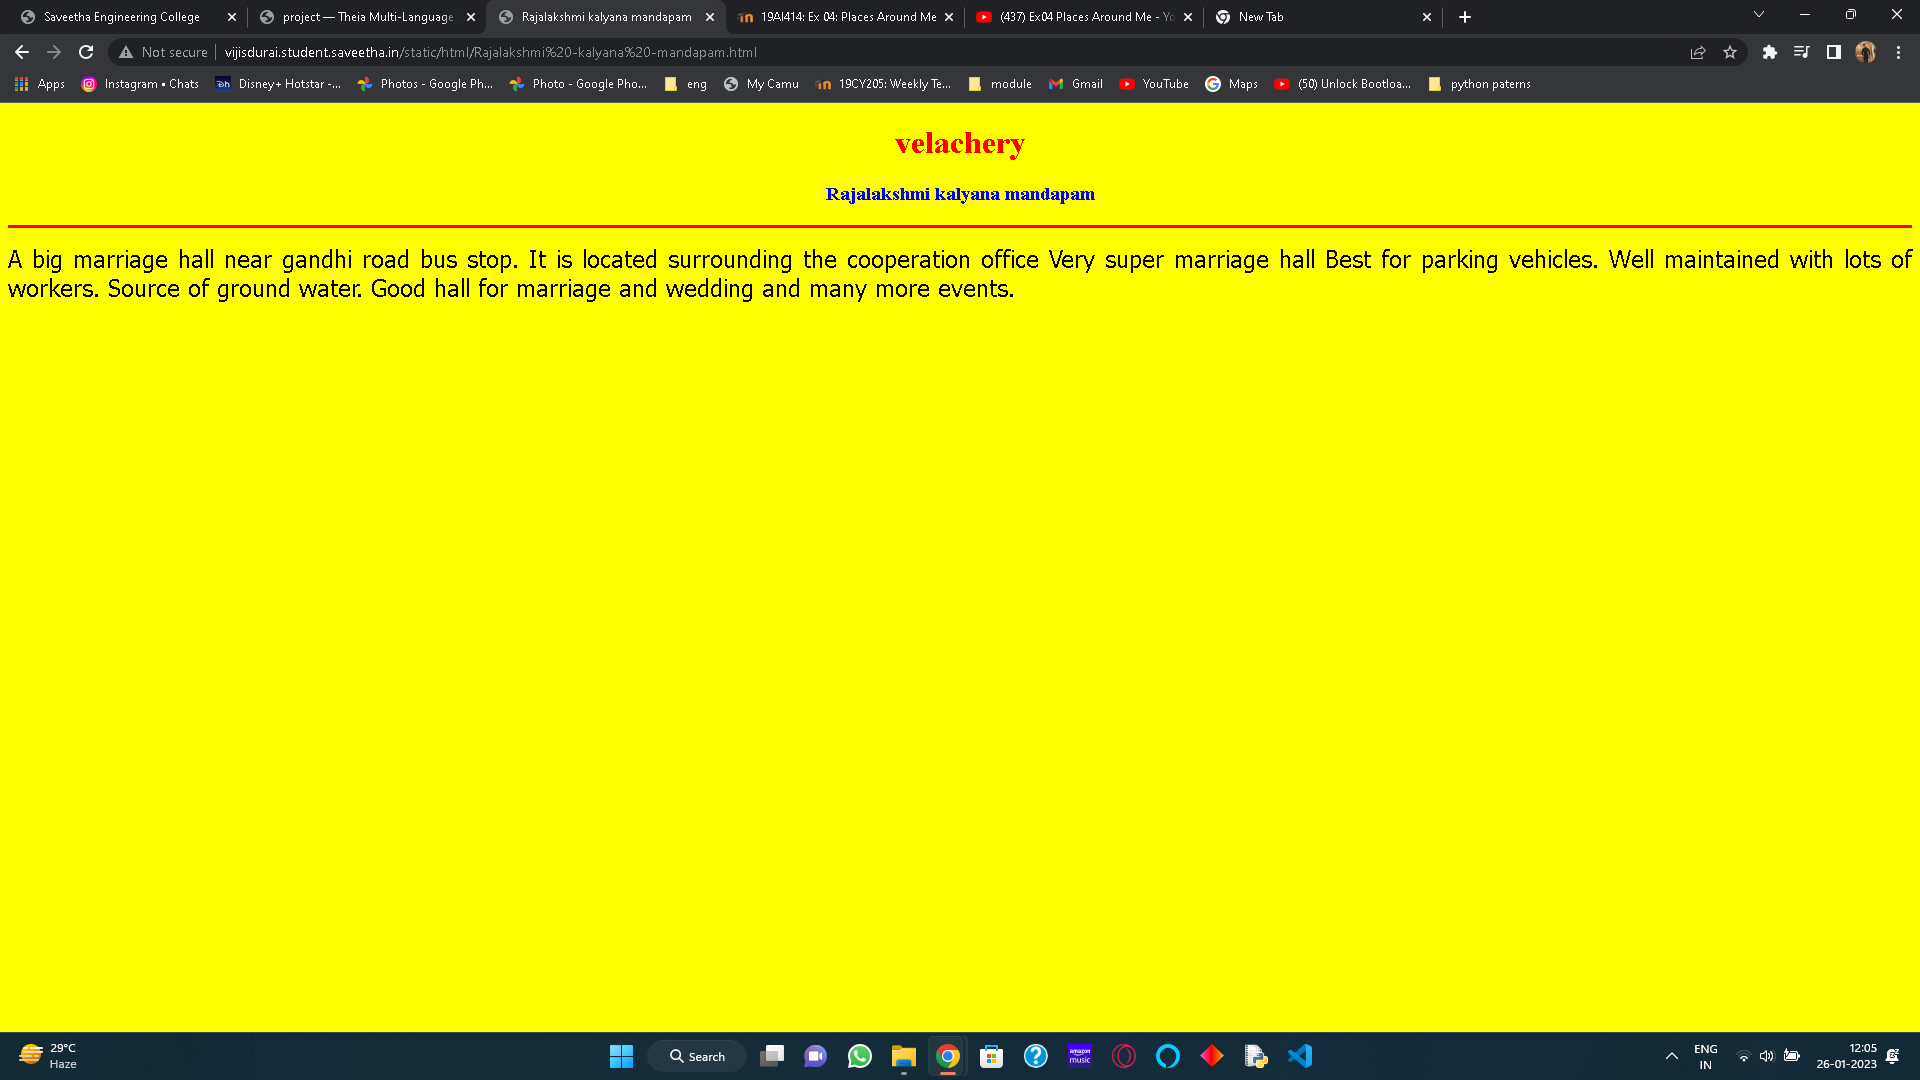 Saveetha Engineering College
project — Theia Multi-Language
Rajalakshmi kalyana mandapam
19AI414: Ex 04: Places Around Me
(437) Ex04 Places Around Me - Yo
New Tab
Not secure
vijisdurai.student.saveetha.in/static/html/Rajalakshmi%20-kalyana%20-mandapam.html
Apps
Instagram • Chats
Disney+ Hotstar -...
Photos - Google Ph...
Photo - Google Pho...
eng
My Camu
19CY205: Weekly Te...
module
Gmail
YouTube
Maps
(50) Unlock Bootloa...
python paterns
velachery
Rajalakshmi kalyana mandapam
A big marriage hall near gandhi road bus stop. It is located surrounding the cooperation office Very super marriage hall Best for parking vehicles. Well maintained with lots of
workers. Source of ground water. Good hall for marriage and wedding and many more events.
29°C
Haze
Search
amazon
music
ENG
IN
12:05
26-01-2023